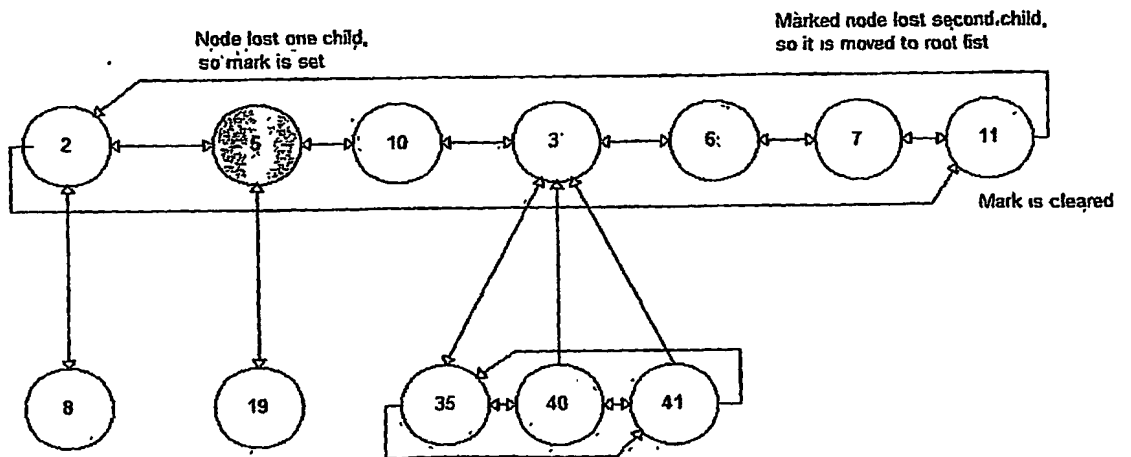 Node lost one child,
so mark is set
Marked node lost second child,
so it is moved to root list
2
5
10
3
6
7
11
Mark is cleared
8
19
35
40
41